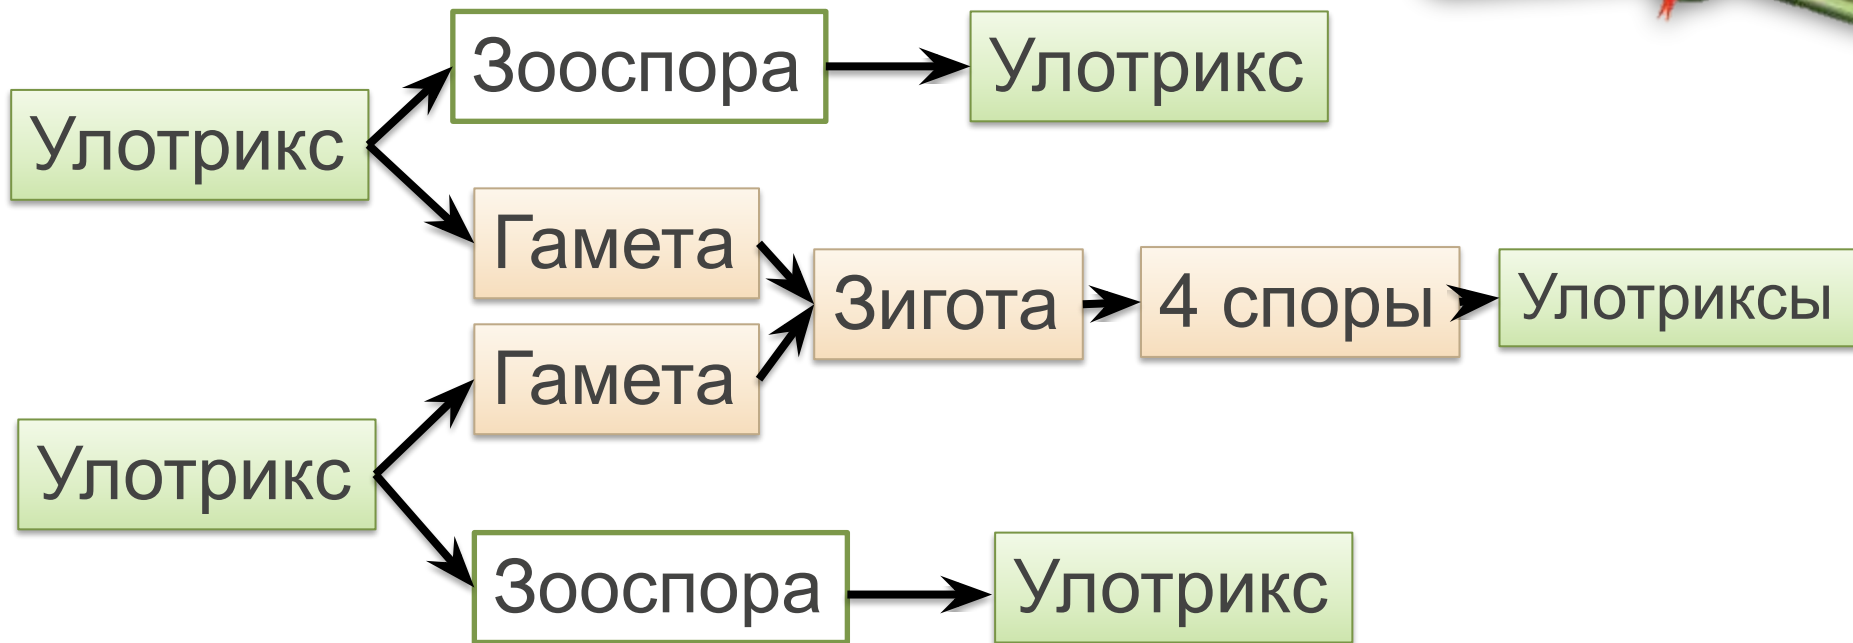 Зооспора
Улотрикс
Улотрикс
Гамета
Зигота
4 споры
Улотриксы
Гамета
Улотрикс
Зооспора
Улотрикс